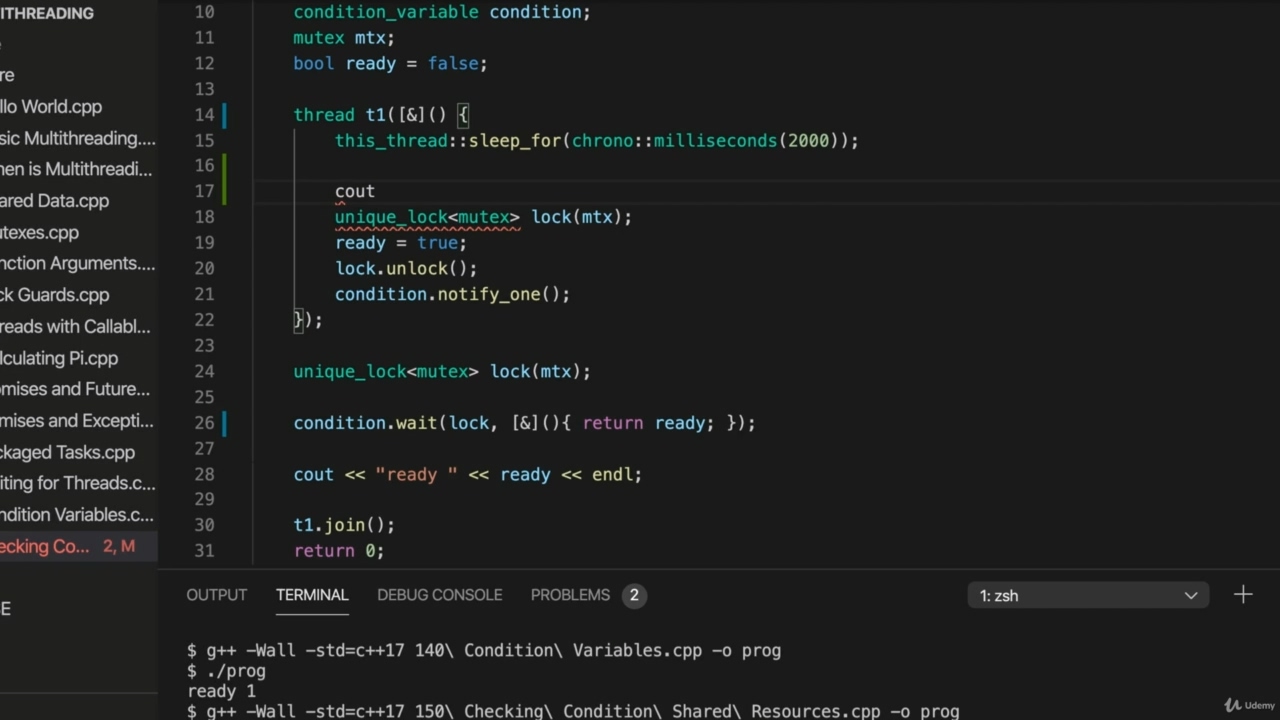 ITHREADING
re
llo World.cpp
sic Multithreading....
hen is Multithreadi...
ared Data.cpp
utexes.cpp
nction Arguments....
ck Guards.cpp
reads with Callabl...
lculating Pi.cpp
omises and Future...
mises and Excepti...
ckaged Tasks.cpp
iting for Threads.c...
ndition Variables.c...
ecking Co... 2, M
E
10 condition_variable condition;
11 mutex mtx;
12 bool ready = false;
13
14 thread t1([&]() {
15 this_thread::sleep_for(chrono::milliseconds(2000));
16
17 cout
18 unique_lock<mutex> lock(mtx);
19 ready = true;
20 lock.unlock();
21 condition.notify_one();
22 });
23
24 unique_lock<mutex> lock(mtx);
25
26 condition.wait(lock, [&](){ return ready; });
27
28 cout << "ready " << ready << endl;
29
30 t1.join();
31 return 0;
OUTPUT TERMINAL DEBUG CONSOLE PROBLEMS 2 1: zsh
$ g++ -Wall -std=c++17 140\ Condition\ Variables.cpp -o prog
$ ./prog
ready 1
$ g++ -Wall -std=c++17 150\ Checking\ Condition\ Shared\ Resources.cpp -o prog
Udemy